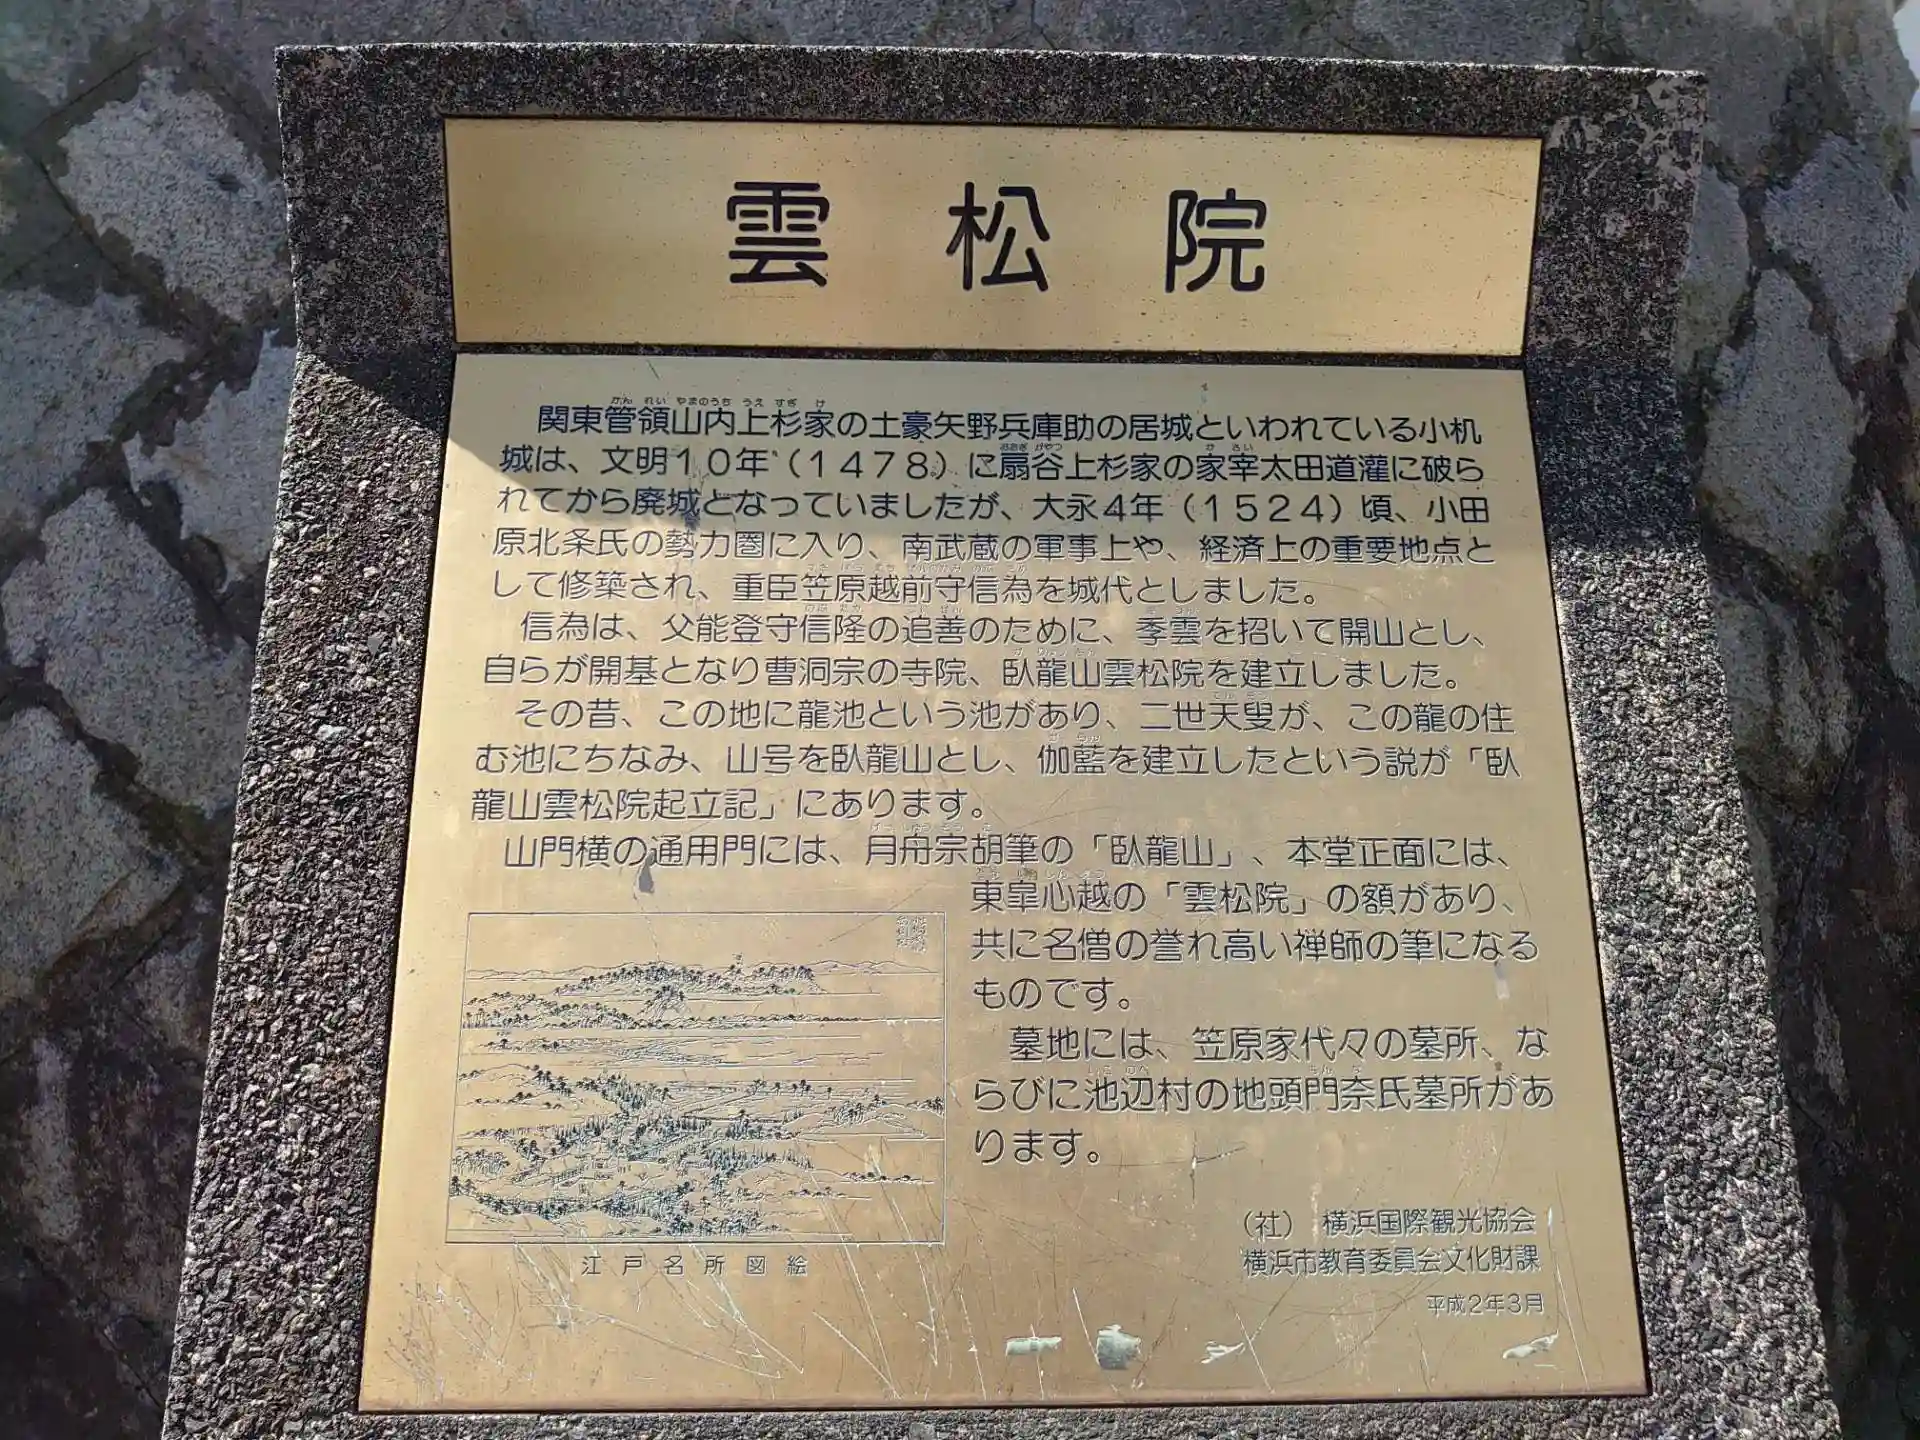 雲松院
関東管領山内上杉家の土豪矢野兵庫助の居城といわれている小机
城は、文明10年（1478）に扇谷上杉家の家宰太田道灌に破ら
れてから廃城となっていましたが、大永4年（1524）頃、小田
原北条氏の勢力圏に入り、南武蔵の軍事上や、経済上の重要地点と
して修築され、重臣笠原越前守信為を城代としました。
信為は、父能登守信隆の追善のために、季雲を招いて開山とし、
自らが開基となり曹洞宗の寺院、臥龍山雲松院を建立しました。
その昔、この地に龍池という池があり、二世天叟が、この龍の住
む池にちなみ、山号を臥龍山とし、伽藍を建立したという説が「臥
龍山雲松院起立記」にあります。
山門横の通用門には、月舟宗胡筆の「臥龍山」、本堂正面には、
東皐心越の「雲松院」の額があり、
共に名僧の誉れ高い禅師の筆になる
ものです。
墓地には、笠原家代々の墓所、な
らびに池辺村の地頭門奈氏墓所があ
ります。
江戸名所図絵
（社）横浜国際観光協会
横浜市教育委員会文化財課
平成2年3月